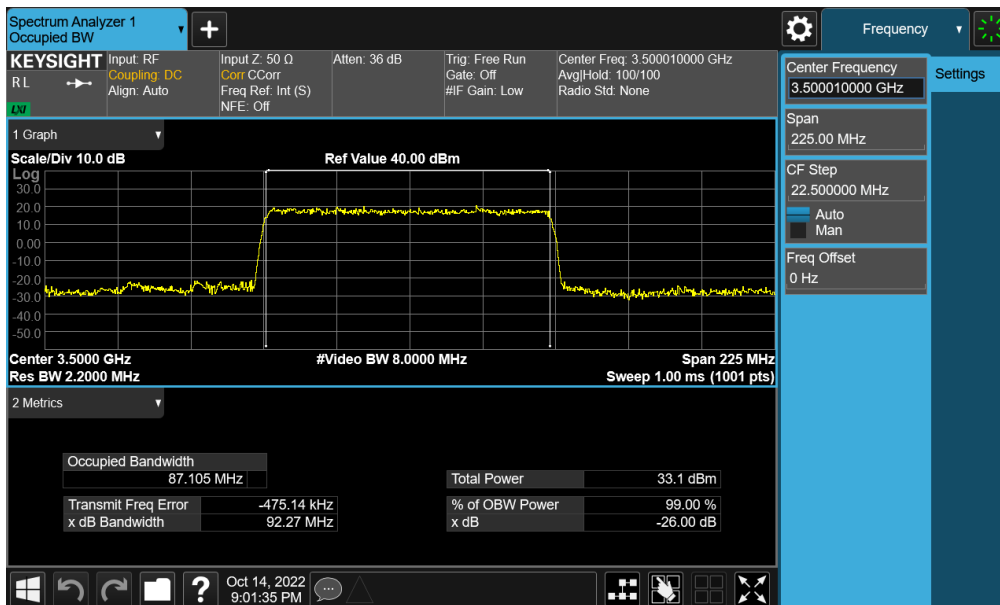 Spectrum Analyzer 1
Occupied BW
+
Frequency
KEYSIGHT
R L
LXI
Input: RF
Coupling: DC
Align: Auto
Input Z: 50 Ω
Corr CCorr
Freq Ref: Int (S)
NFE: Off
Atten: 36 dB
Trig: Free Run
Gate: Off
#IF Gain: Low
Center Freq: 3.500010000 GHz
Avg|Hold: 100/100
Radio Std: None
Center Frequency
3.500010000 GHz
Settings
Span
225.00 MHz
CF Step
22.500000 MHz
Auto
Man
Freq Offset
0 Hz
1 Graph
Scale/Div 10.0 dB
Ref Value 40.00 dBm
Log
30.0
20.0
10.0
0.00
-10.0
-20.0
-30.0
-40.0
-50.0
Center 3.5000 GHz
#Video BW 8.0000 MHz
Span 225 MHz
Res BW 2.2000 MHz
Sweep 1.00 ms (1001 pts)
2 Metrics
Occupied Bandwidth
87.105 MHz
Total Power 33.1 dBm
Transmit Freq Error -475.14 kHz
% of OBW Power 99.00 %
x dB Bandwidth 92.27 MHz
x dB -26.00 dB
?
Oct 14, 2022
9:01:35 PM